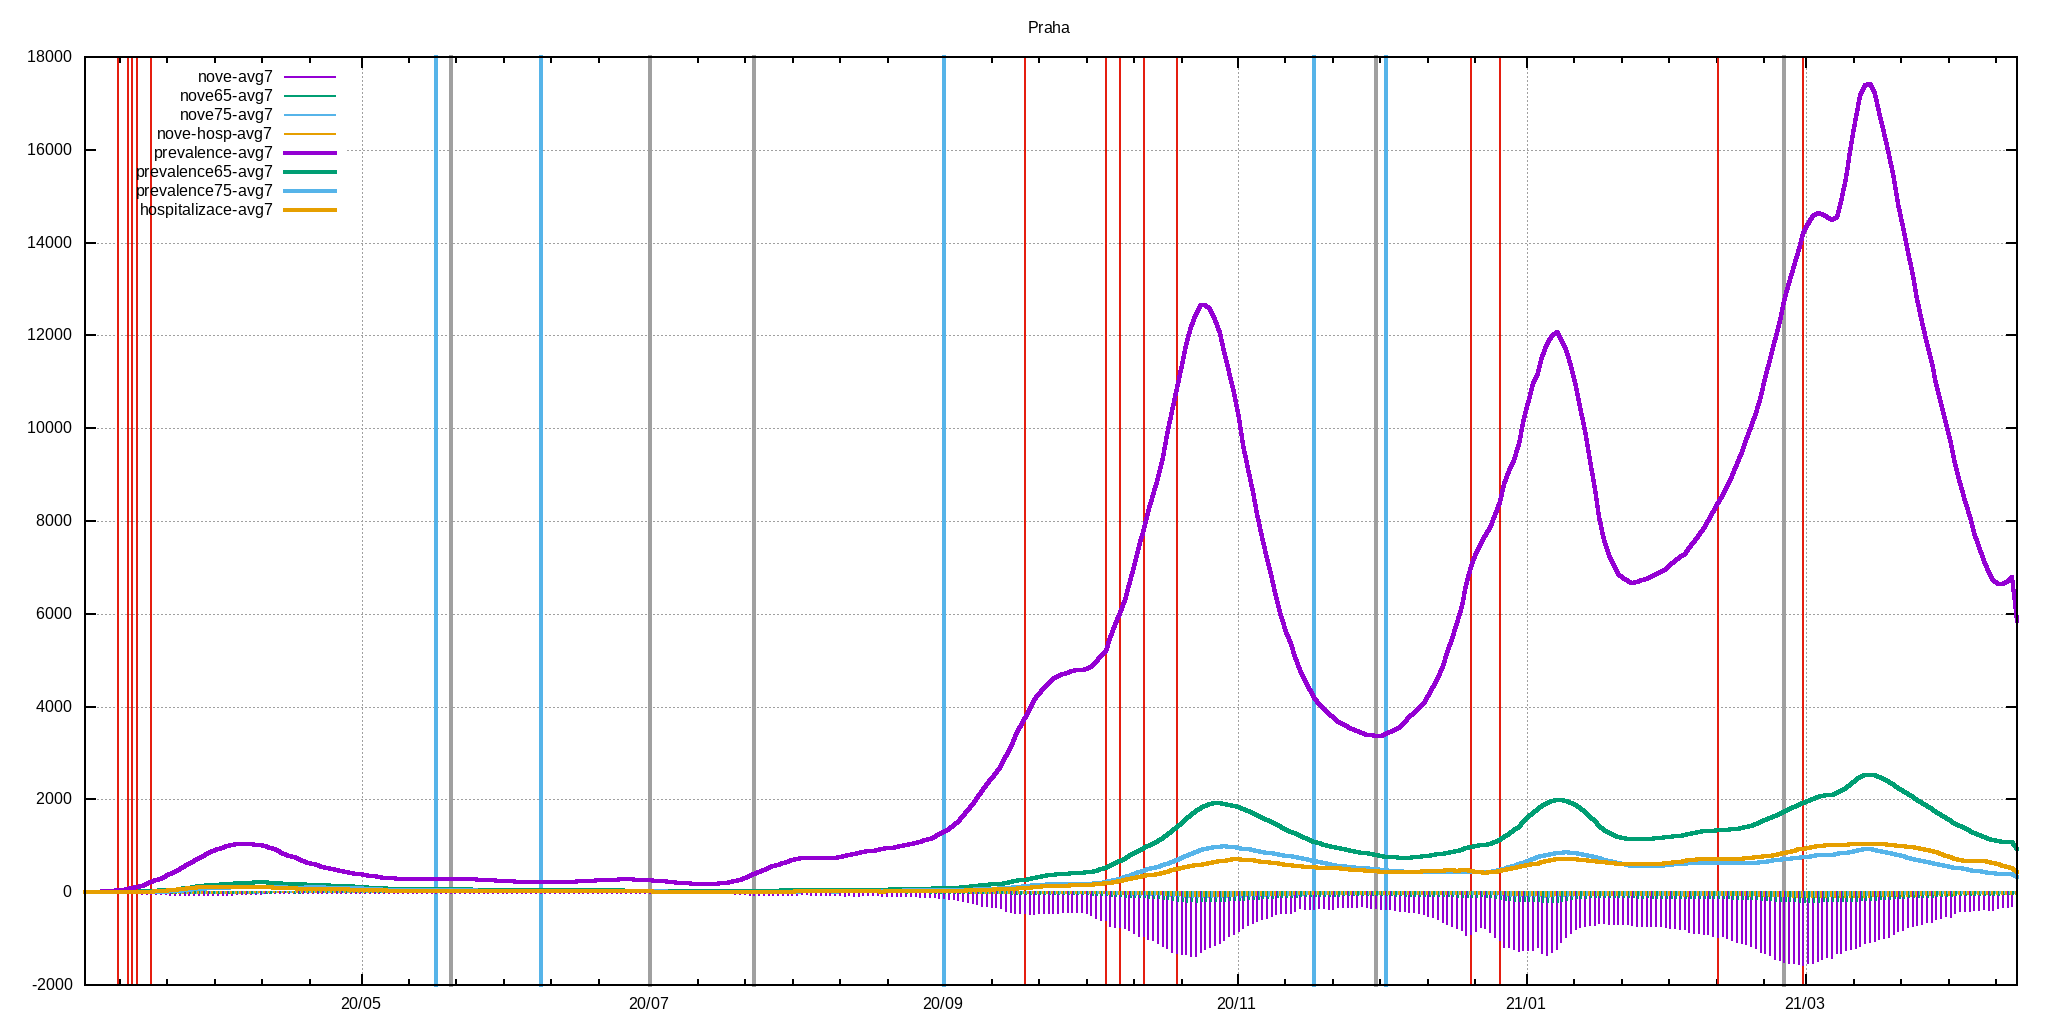 Praha
18000
16000
14000
12000
10000
8000
6000
4000
2000
0
-2000
nove-avg7
nove65-avg7
nove75-avg7
nove-hosp-avg7
prevalence-avg7
prevalence65-avg7
prevalence75-avg7
hospitalizace-avg7
20/05 20/07 20/09 20/11 21/01 21/03